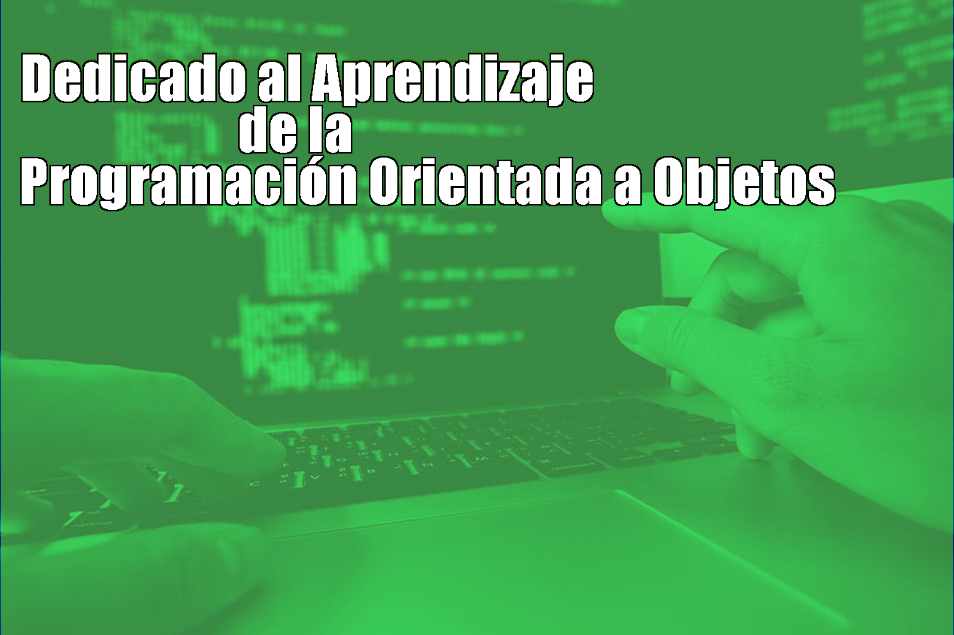 Dedicado al Aprendizaje
de la
Programación Orientada a Objetos